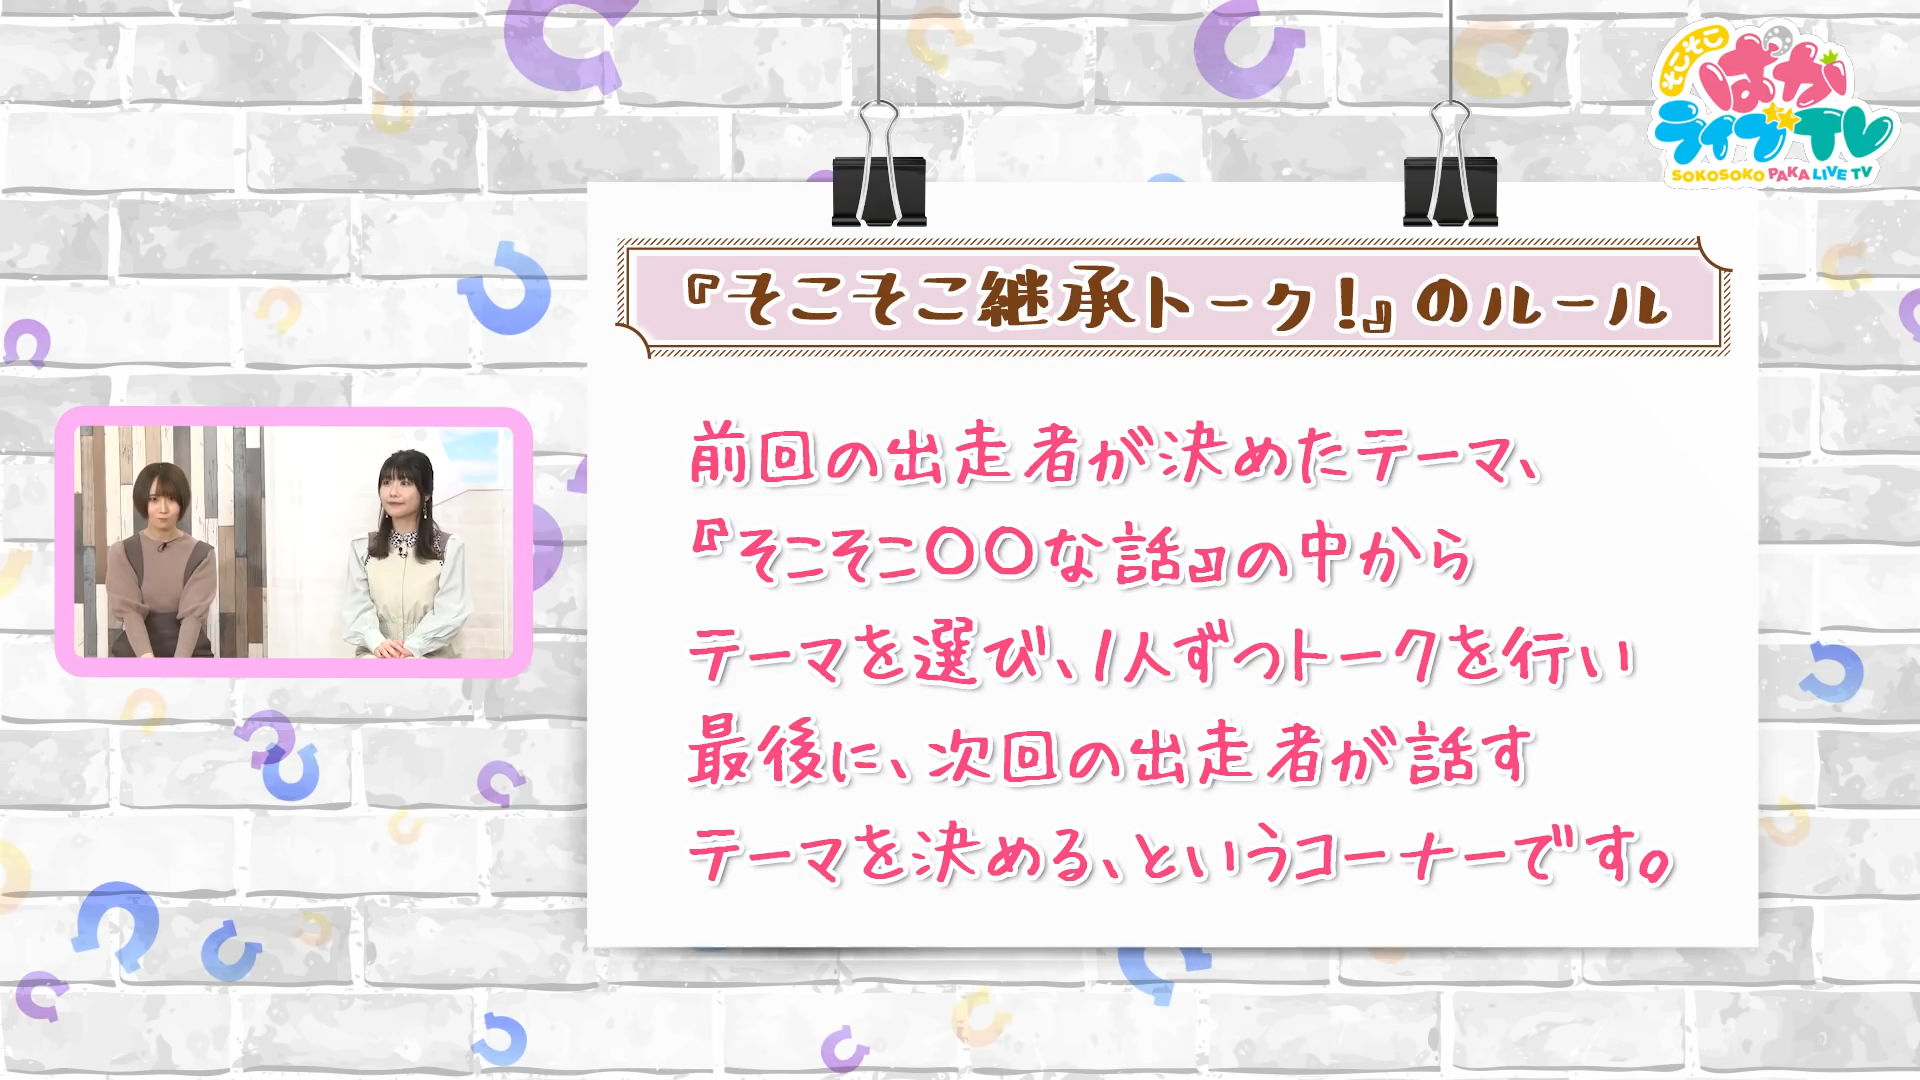 そこそこ
ぱか
ライブTV
SOKOSOKO PAKA LIVE TV
『そこそこ継承トーク!』のルール
前回の出走者が決めたテーマ、
『そこそこ〇〇な話』の中から
テーマを選び、1人ずつトークを行い
最後に、次回の出走者が話す
テーマを決める、というコーナーです。